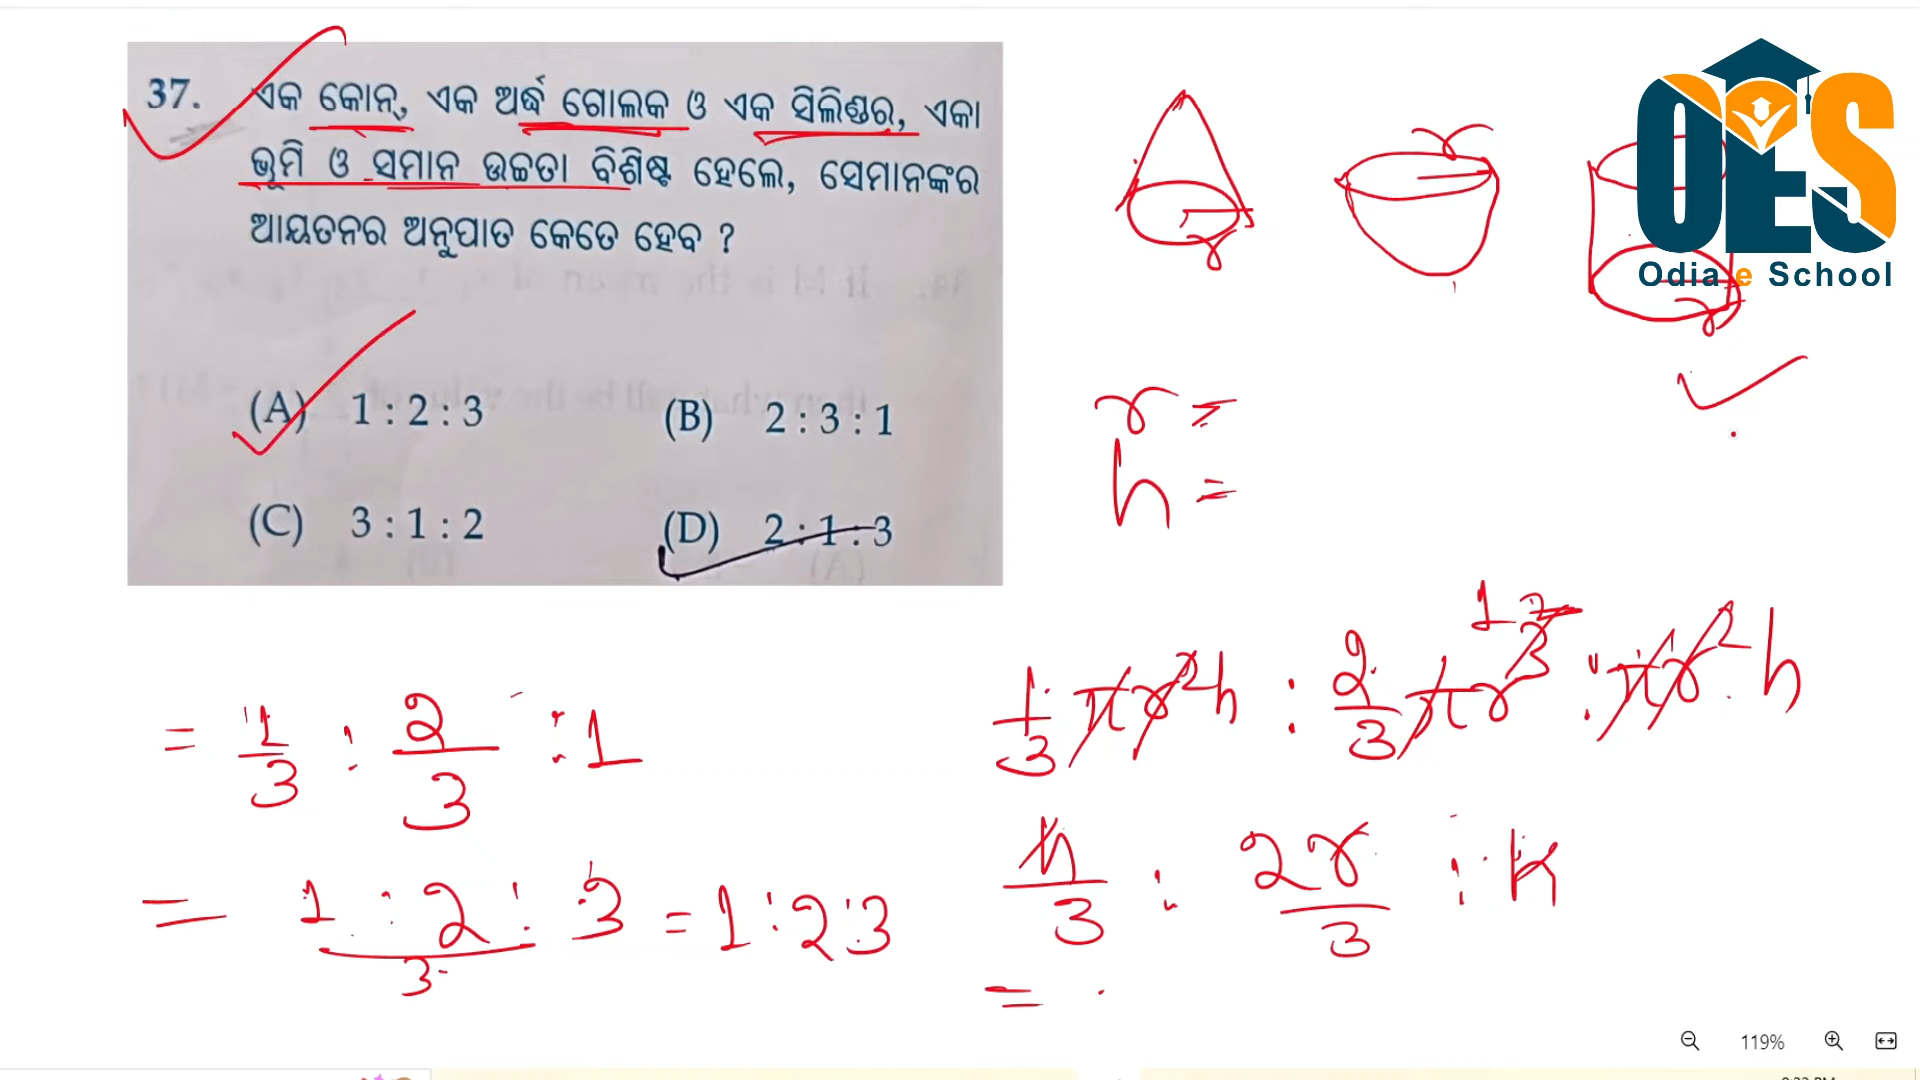 37. ଏକ କୋନ୍, ଏକ ଅର୍ଦ୍ଧ ଗୋଲକ ଓ ଏକ ସିଲିଣ୍ଡର, ଏକା
ଭୂମି ଓ ସମାନ ଉଚ୍ଚତା ବିଶିଷ୍ଟ ହେଲେ, ସେମାନଙ୍କର
ଆୟତନର ଅନୁପାତ କେତେ ହେବ ?
(A) 1 : 2 : 3 (B) 2 : 3 : 1
(C) 3 : 1 : 2 (D) 2 : 1 : 3
OES
Odia e School
r
r
r
r =
h =
1/3 πr²h : 2/3 πr³ : πr²h
h/3 : 2r/3 : h
=
= 1/3 : 2/3 : 1
= 1 : 2 : 3 / 3 = 1 : 2 : 3
119%